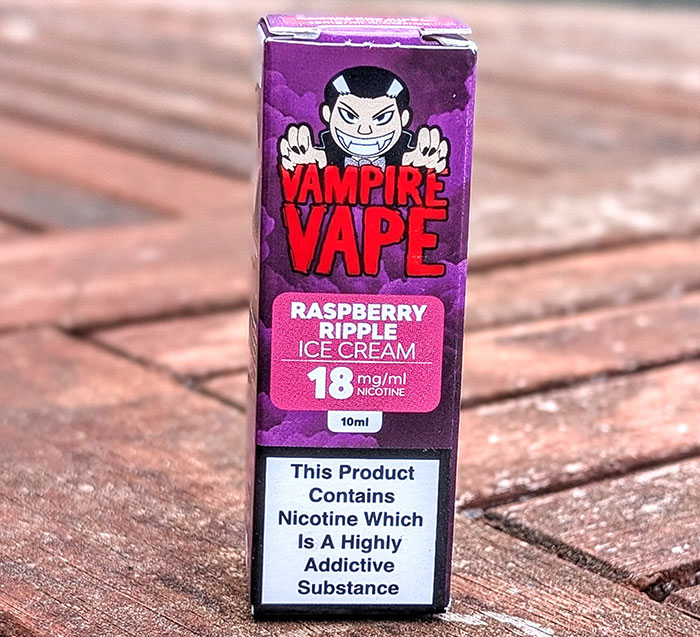 VAMPIRE
VAPE
RASPBERRY
RIPPLE
ICE CREAM
18 mg/ml
NICOTINE
10ml
This Product
Contains
Nicotine Which
Is A Highly
Addictive
Substance